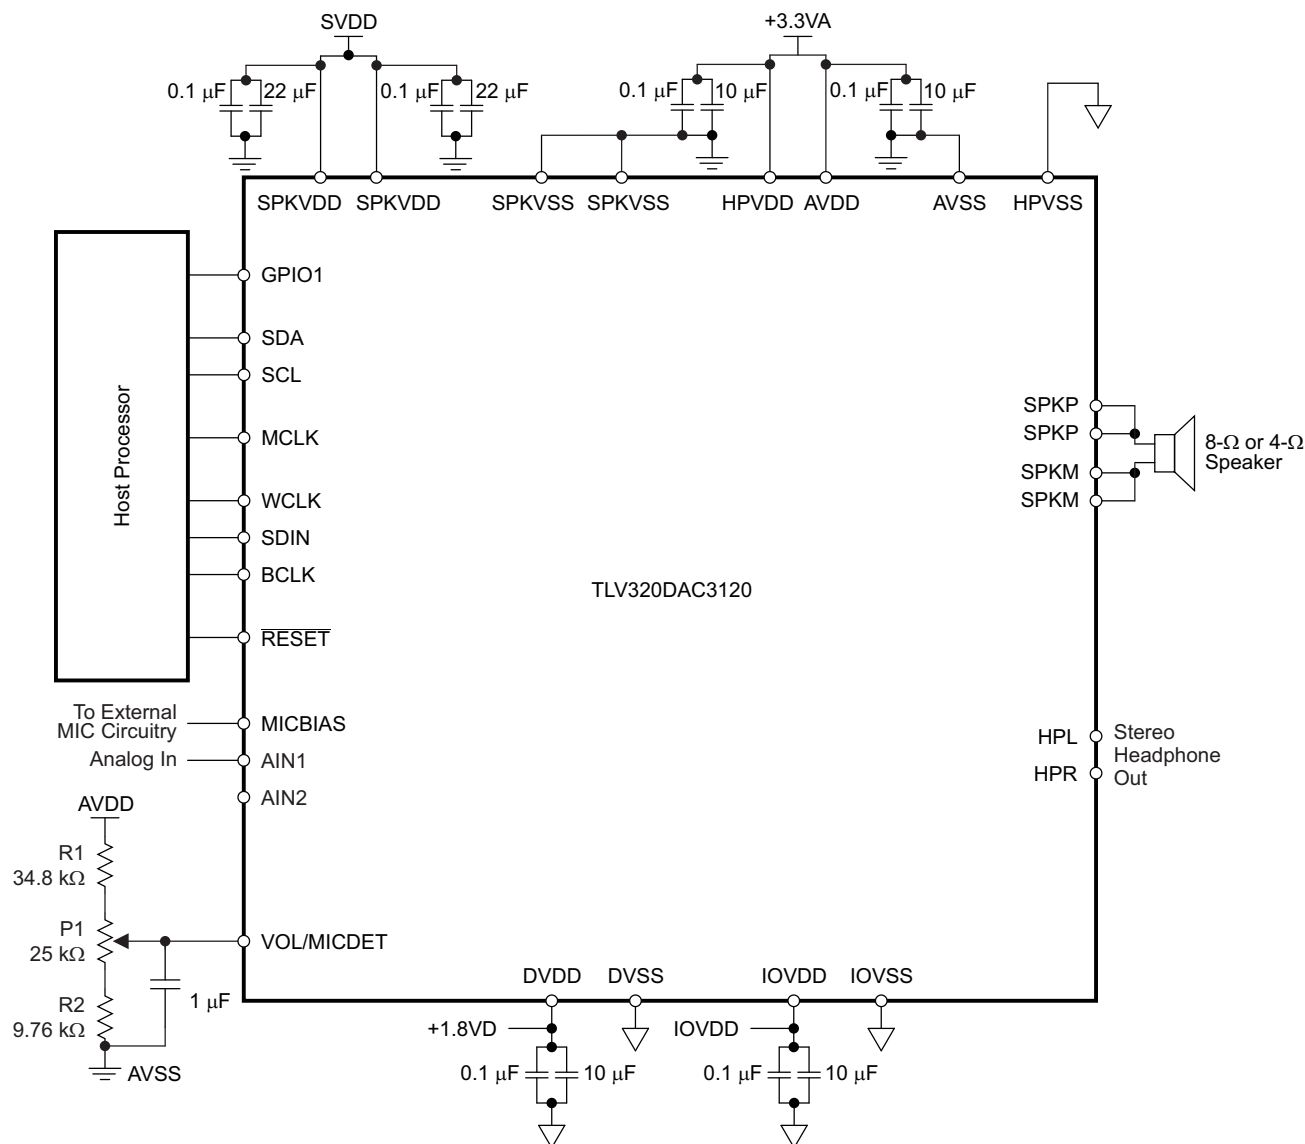 SVDD
+3.3VA
0.1 μF 22 μF 0.1 μF 22 μF 0.1 μF 10 μF 0.1 μF 10 μF
SPKVDD SPKVDD SPKVSS SPKVSS HPVDD AVDD AVSS HPVSS
Host Processor
GPIO1
SDA
SCL
MCLK
WCLK
SDIN
BCLK
R̅E̅S̅E̅T̅
To External
MIC Circuitry
MICBIAS
Analog In
AIN1
AIN2
AVDD
R1
34.8 kΩ
P1
25 kΩ
R2
9.76 kΩ
AVSS
1 μF
VOL/MICDET
TLV320DAC3120
SPKP
SPKP
SPKM
SPKM
8-Ω or 4-Ω
Speaker
HPL
HPR
Stereo
Headphone
Out
DVDD DVSS IOVDD IOVSS
+1.8VD IOVDD
0.1 μF 10 μF 0.1 μF 10 μF